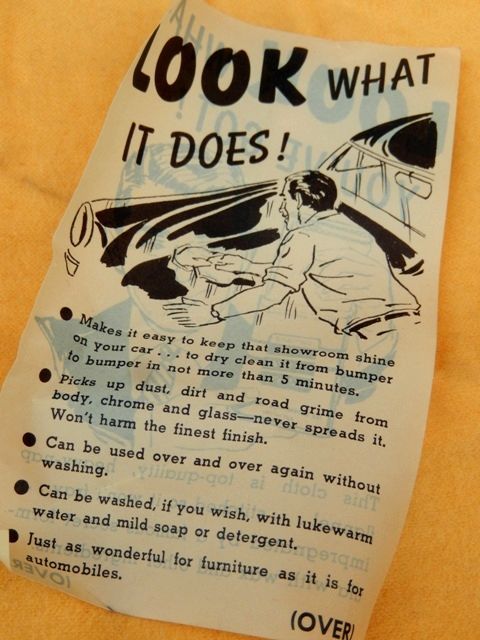 LOOK WHAT
IT DOES!
● Makes it easy to keep that showroom shine
on your car . . . to dry clean it from bumper
to bumper in not more than 5 minutes.
● Picks up dust, dirt and road grime from
body, chrome and glass—never spreads it.
Won't harm the finest finish.
● Can be used over and over again without
washing.
● Can be washed, if you wish, with lukewarm
water and mild soap or detergent.
● Just as wonderful for furniture as it is for
automobiles.
(OVER)